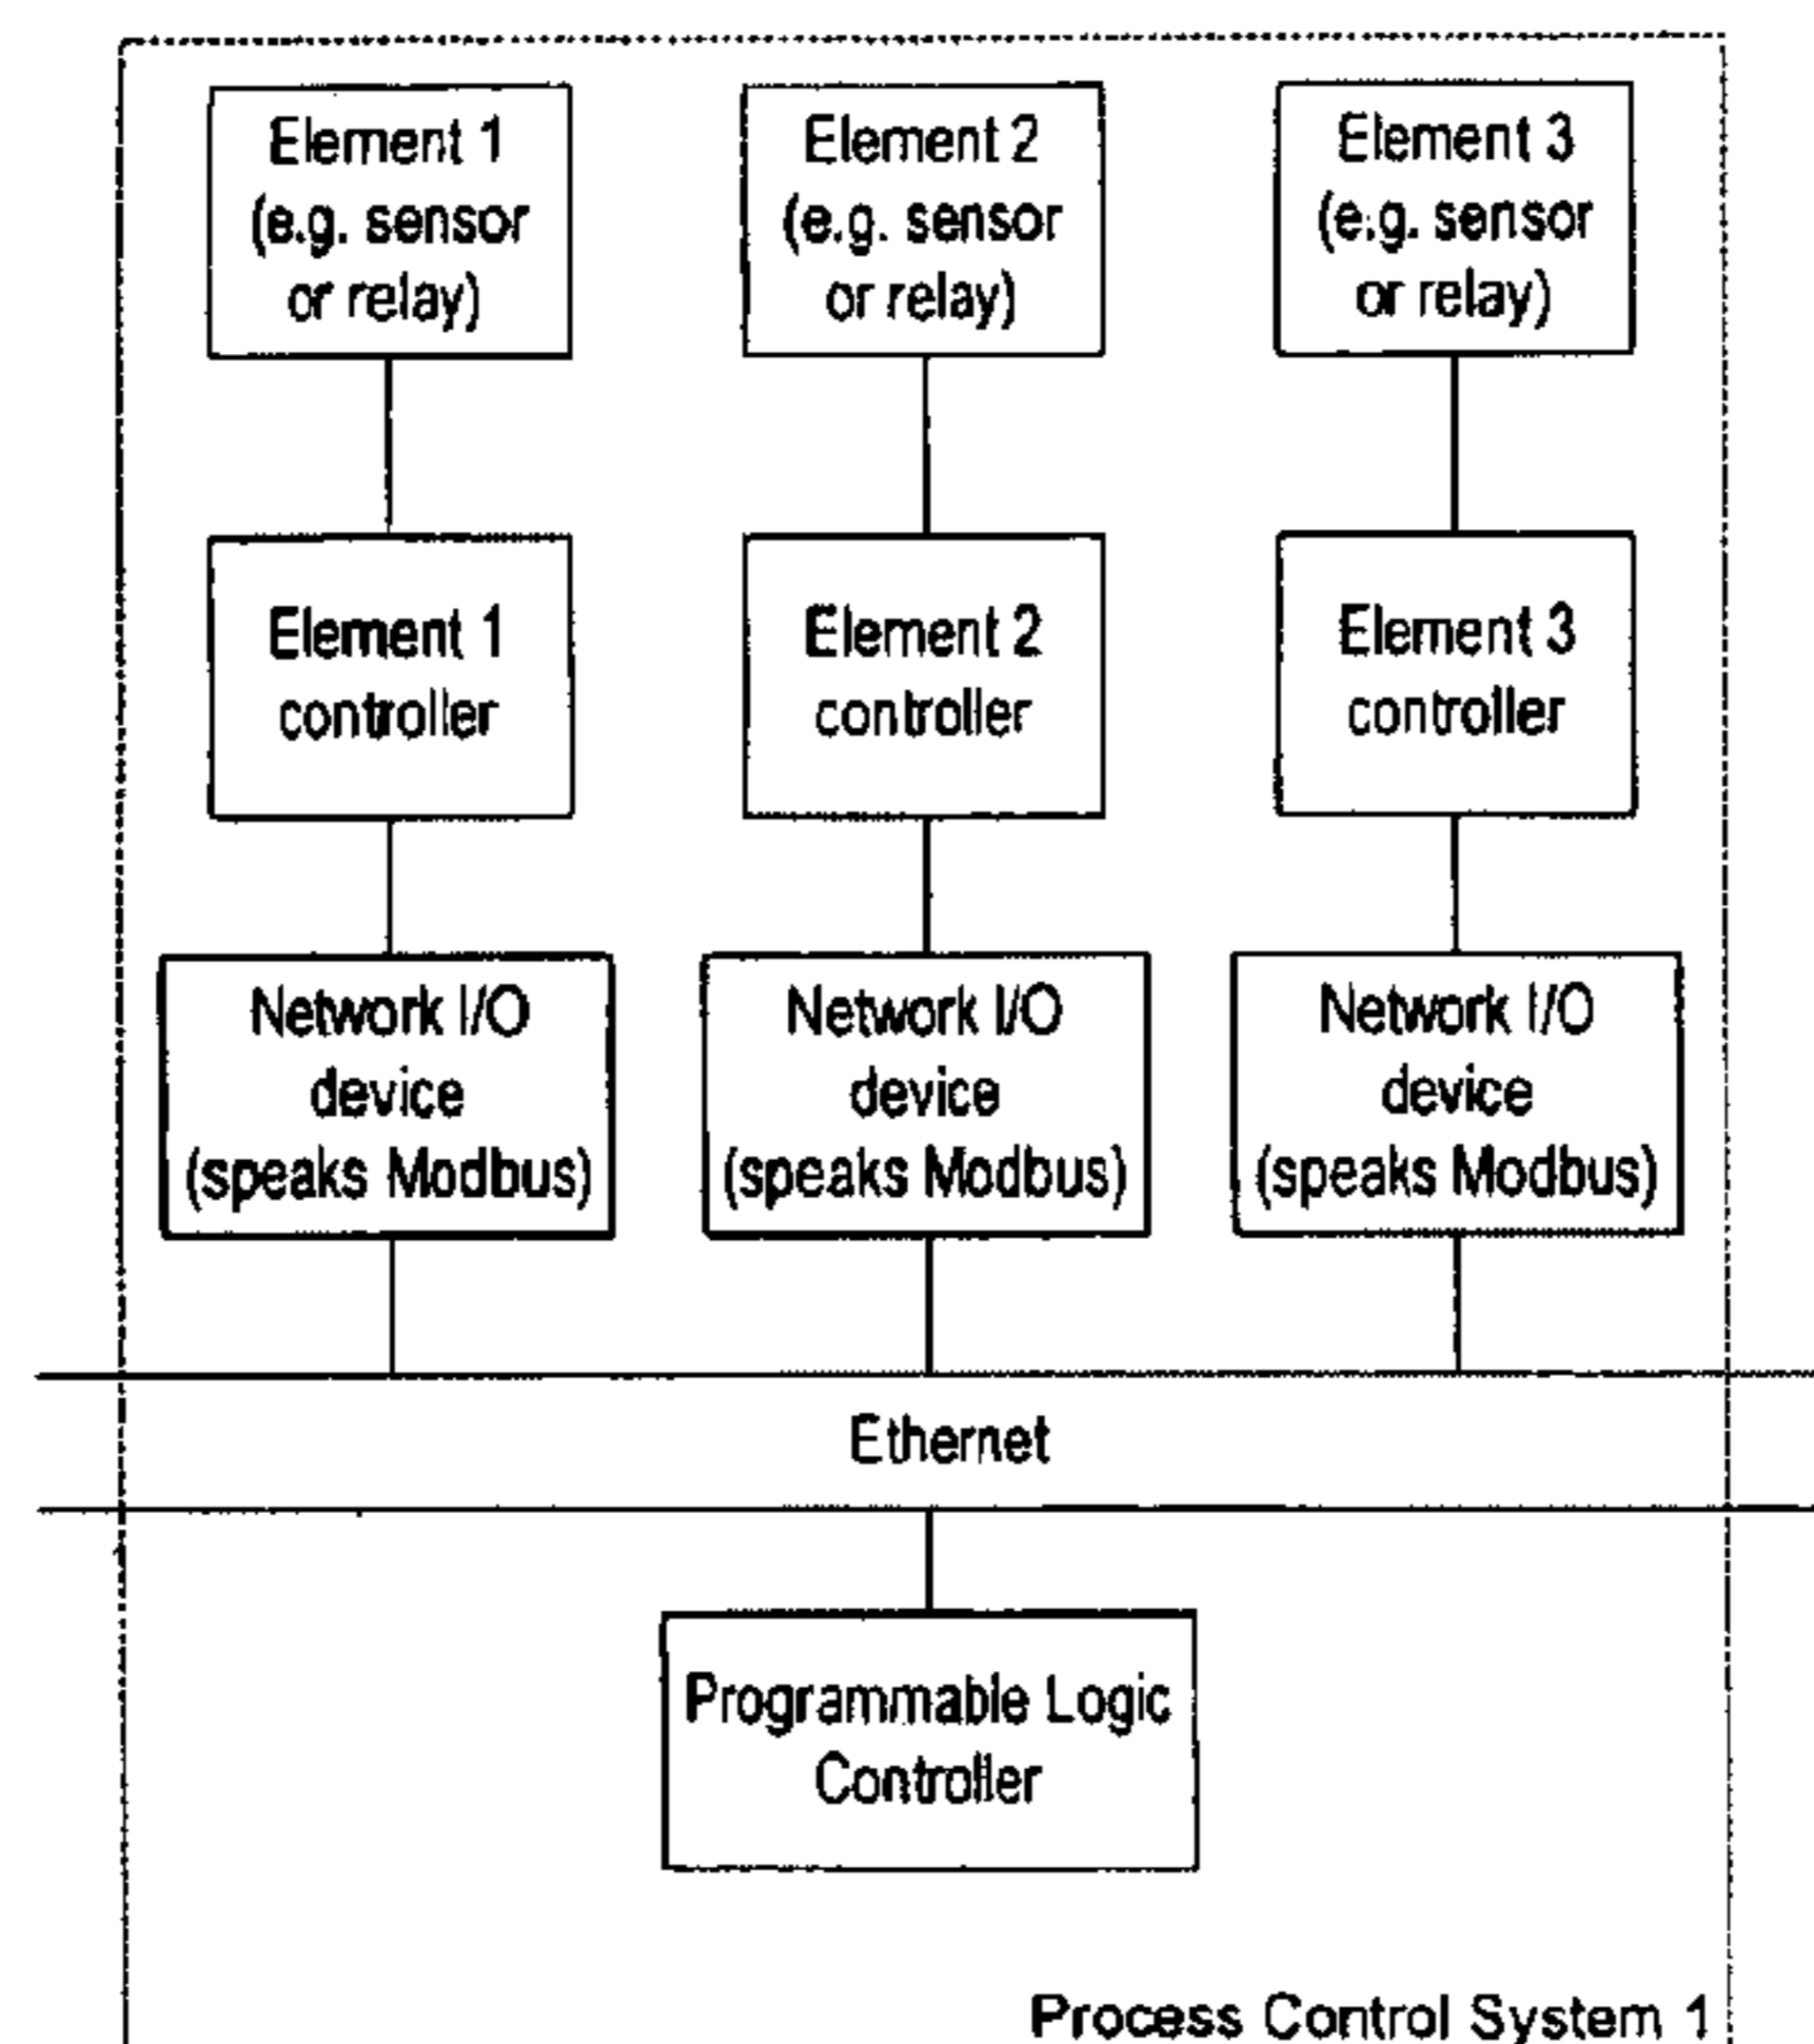 Element 1
(e.g. sensor
or relay)
Element 2
(e.g. sensor
or relay)
Element 3
(e.g. sensor
or relay)
Element 1
controller
Element 2
controller
Element 3
controller
Network I/O
device
(speaks Modbus)
Network I/O
device
(speaks Modbus)
Network I/O
device
(speaks Modbus)
Ethernet
Programmable Logic
Controller
Process Control System 1